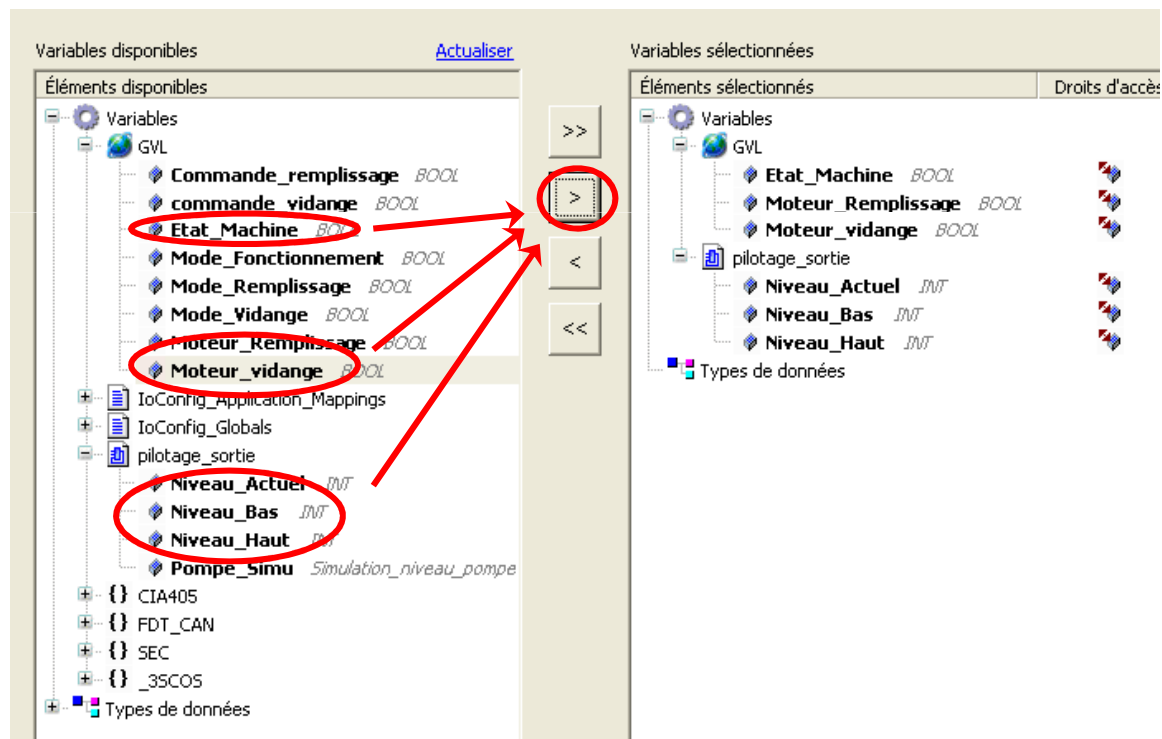 Variables disponibles
Actualiser
Éléments disponibles
Variables
GVL
Commande_remplissage BOOL
commande_vidange BOOL
Etat_Machine BOOL
Mode_Fonctionnement BOOL
Mode_Remplissage BOOL
Mode_Vidange BOOL
Moteur_Remplissage BOOL
Moteur_vidange BOOL
IoConfig_Application_Mappings
IoConfig_Globals
pilotage_sortie
Niveau_Actuel INT
Niveau_Bas INT
Niveau_Haut INT
Pompe_Simu Simulation_niveau_pompe
{} CIA405
{} FDT_CAN
{} SEC
{} _3SCOS
Types de données
>>
>
<
<<
Variables sélectionnées
Éléments sélectionnés Droits d'accès
Variables
GVL
Etat_Machine BOOL
Moteur_Remplissage BOOL
Moteur_vidange BOOL
pilotage_sortie
Niveau_Actuel INT
Niveau_Bas INT
Niveau_Haut INT
Types de données